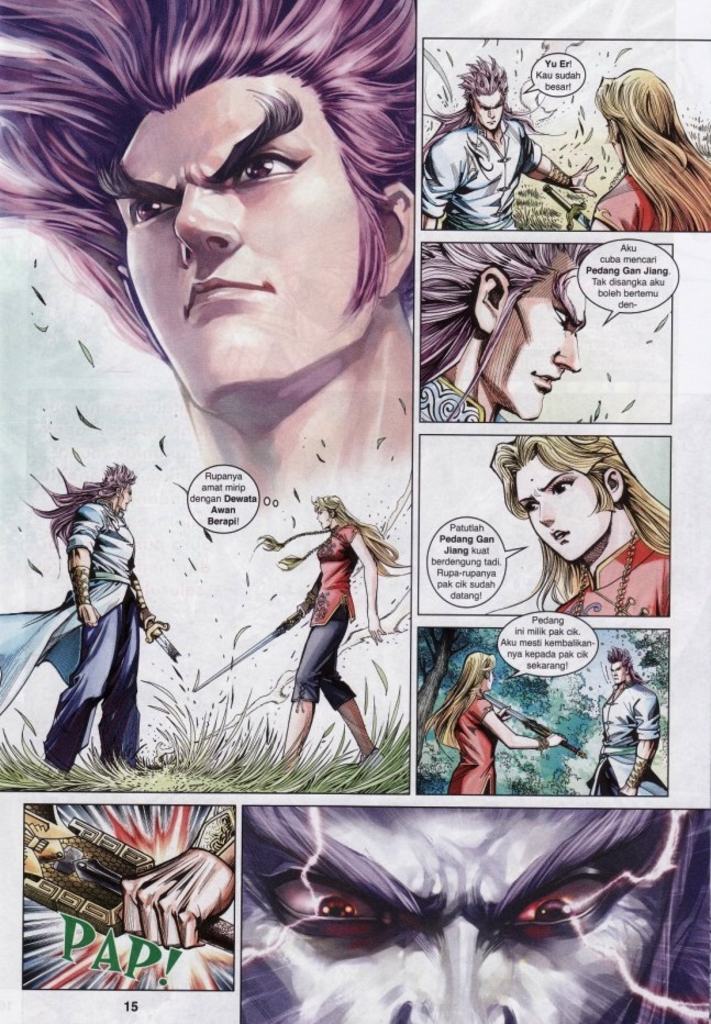 Rupanya
amat mirip
dengan Dewata
Awan
Berapi!
Yu Er!
Kau sudah
besar!
Aku
cuba mencari
Pedang Gan Jiang.
Tak disangka aku
boleh bertemu
den-
Patutlah
Pedang Gan
Jiang kuat
berdengung tadi.
Rupa-rupanya
pak cik sudah
datang!
Pedang
ini milik pak cik.
Aku mesti kembalikan-
nya kepada pak cik
sekarang!
PAP!
15